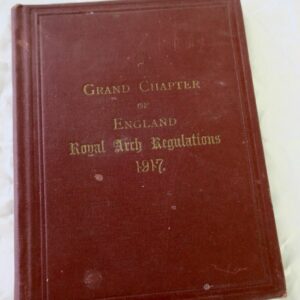 GRAND CHAPTER
OF
ENGLAND
Royal Arch Regulations
1917.